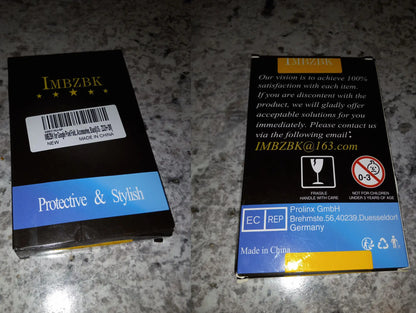 IMBZBK
NEW
MADE IN CHINA
Protective & Stylish
Our vision is to achieve 100%
satisfaction with each item.
If you are discontent with the
product, we will gladly offer
acceptable solutions for you
immediately. Please contact us
via the following email:
IMBZBK@163.com
FRAGILE
HANDLE WITH CARE
0-3
NOT FOR CHILDREN
UNDER 3 YEARS OF AGE
EC REP
Prolinx GmbH
Brehmste.56,40239,Duesseldorf
Germany
Made in China